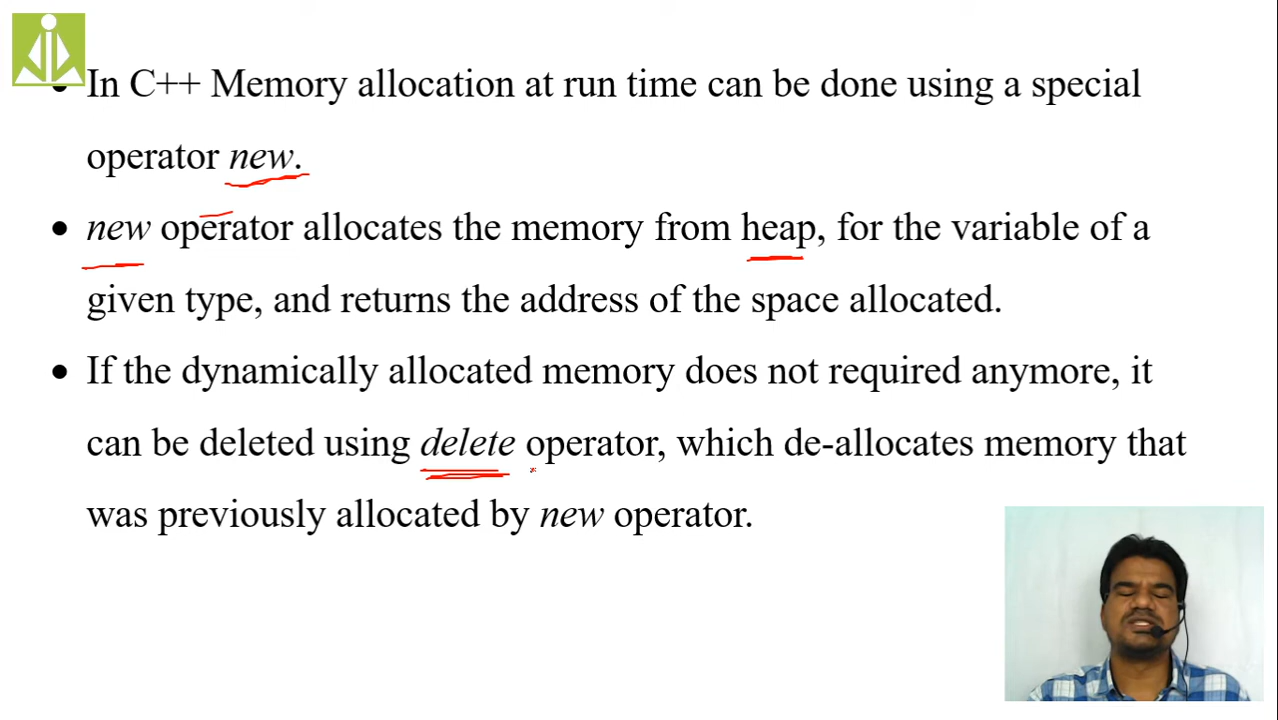 • In C++ Memory allocation at run time can be done using a special
operator new.
• new operator allocates the memory from heap, for the variable of a
given type, and returns the address of the space allocated.
• If the dynamically allocated memory does not required anymore, it
can be deleted using delete operator, which de-allocates memory that
was previously allocated by new operator.